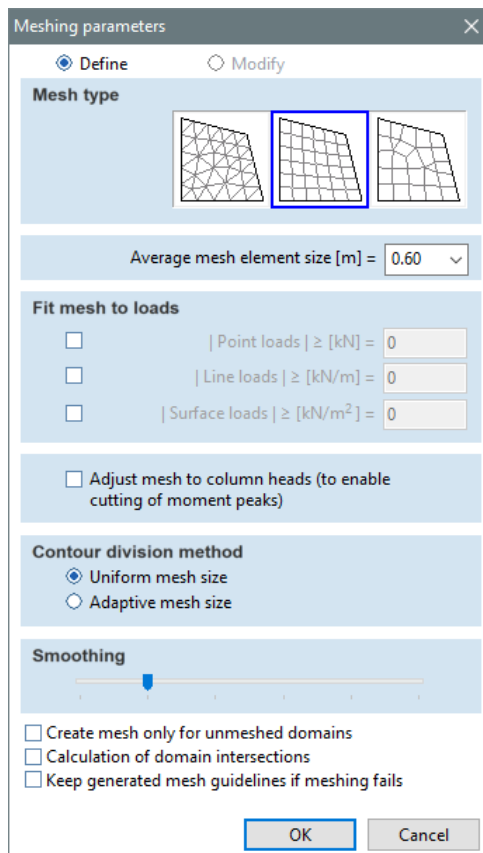 Meshing parameters
Define Modify
Mesh type
Average mesh element size [m] = 0.60
Fit mesh to loads
| Point loads | ≥ [kN] = 0
| Line loads | ≥ [kN/m] = 0
| Surface loads | ≥ [kN/m²] = 0
Adjust mesh to column heads (to enable
cutting of moment peaks)
Contour division method
Uniform mesh size
Adaptive mesh size
Smoothing
Create mesh only for unmeshed domains
Calculation of domain intersections
Keep generated mesh guidelines if meshing fails
OK Cancel